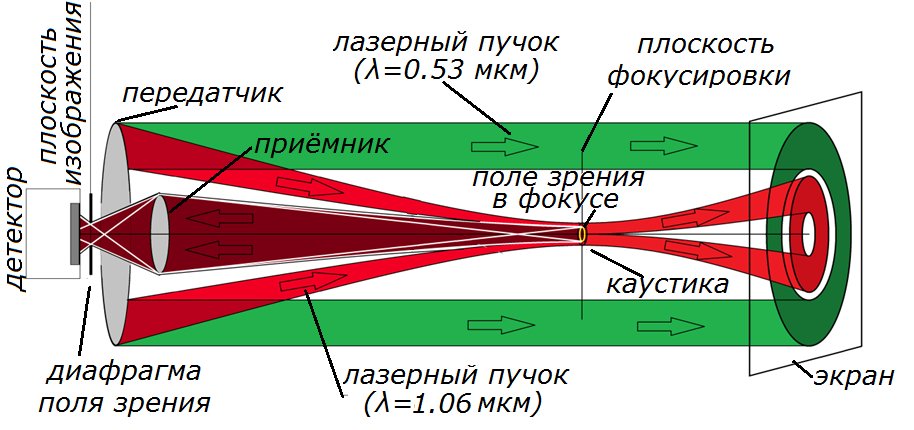 плоскость
изображения
детектор
передатчик
приёмник
лазерный пучок
(λ=0.53 мкм)
плоскость
фокусировки
поле зрения
в фокусе
каустика
экран
диафрагма
поля зрения
лазерный пучок
(λ=1.06 мкм)